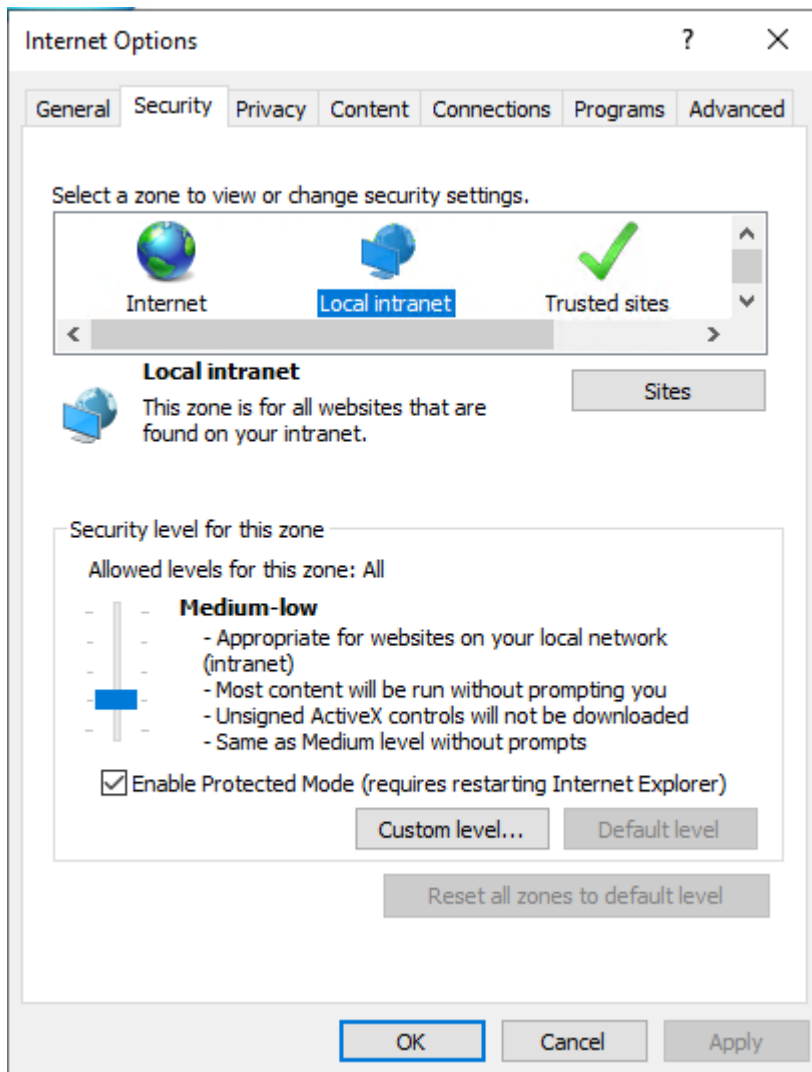 Internet Options
?
General Security Privacy Content Connections Programs Advanced
Select a zone to view or change security settings.
Internet Local intranet Trusted sites
Local intranet
Sites
This zone is for all websites that are
found on your intranet.
Security level for this zone
Allowed levels for this zone: All
Medium-low
- Appropriate for websites on your local network
(intranet)
- Most content will be run without prompting you
- Unsigned ActiveX controls will not be downloaded
- Same as Medium level without prompts
Enable Protected Mode (requires restarting Internet Explorer)
Custom level... Default level
Reset all zones to default level
OK Cancel Apply